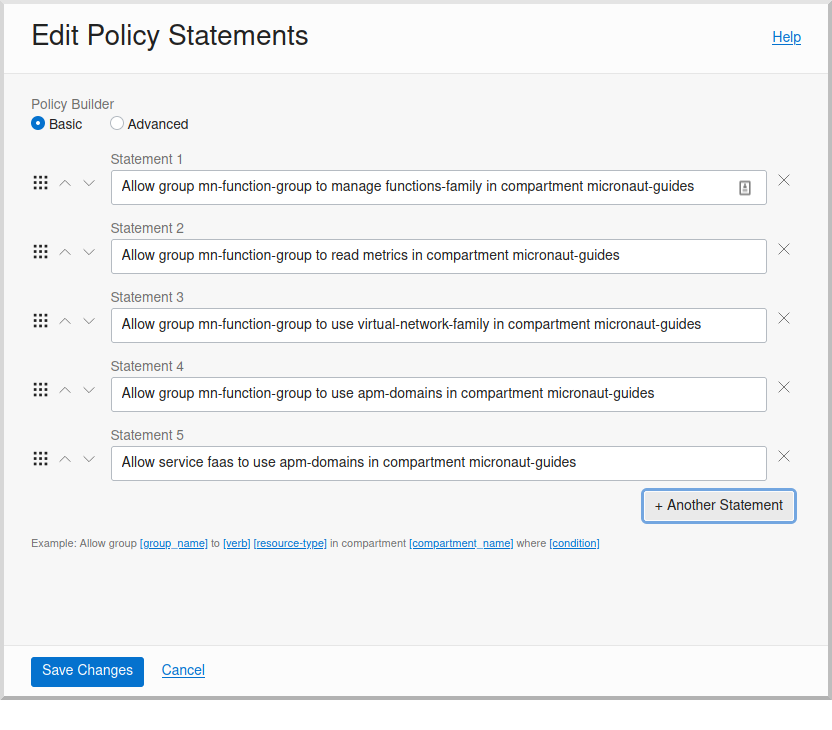 Edit Policy Statements
Help
Policy Builder
Basic
Advanced
Statement 1
Allow group mn-function-group to manage functions-family in compartment micronaut-guides
Statement 2
Allow group mn-function-group to read metrics in compartment micronaut-guides
Statement 3
Allow group mn-function-group to use virtual-network-family in compartment micronaut-guides
Statement 4
Allow group mn-function-group to use apm-domains in compartment micronaut-guides
Statement 5
Allow service faas to use apm-domains in compartment micronaut-guides
+ Another Statement
Example: Allow group [group_name] to [verb] [resource-type] in compartment [compartment_name] where [condition]
Save Changes
Cancel